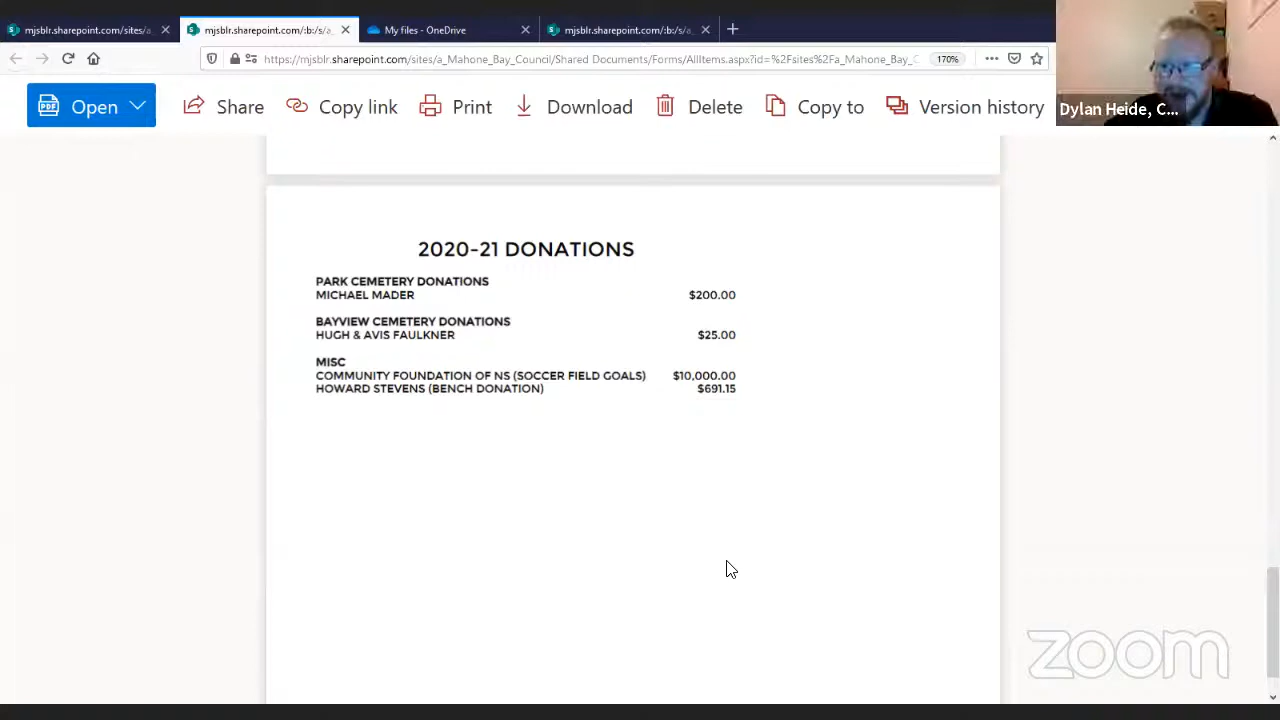 mjsblr.sharepoint.com/sites/a_
mjsblr.sharepoint.com/:b:/s/a_
My files - OneDrive
mjsblr.sharepoint.com/:b:/s/a_
https://mjsblr.sharepoint.com/sites/a_Mahone_Bay_Council/Shared Documents/Forms/AllItems.aspx?id=%2Fsites%2Fa_Mahone_Bay_C
170%
Open
Share
Copy link
Print
Download
Delete
Copy to
Version history
Dylan Heide, C...
2020-21 DONATIONS
PARK CEMETERY DONATIONS
MICHAEL MADER $200.00
BAYVIEW CEMETERY DONATIONS
HUGH & AVIS FAULKNER $25.00
MISC
COMMUNITY FOUNDATION OF NS (SOCCER FIELD GOALS) $10,000.00
HOWARD STEVENS (BENCH DONATION) $691.15
zoom